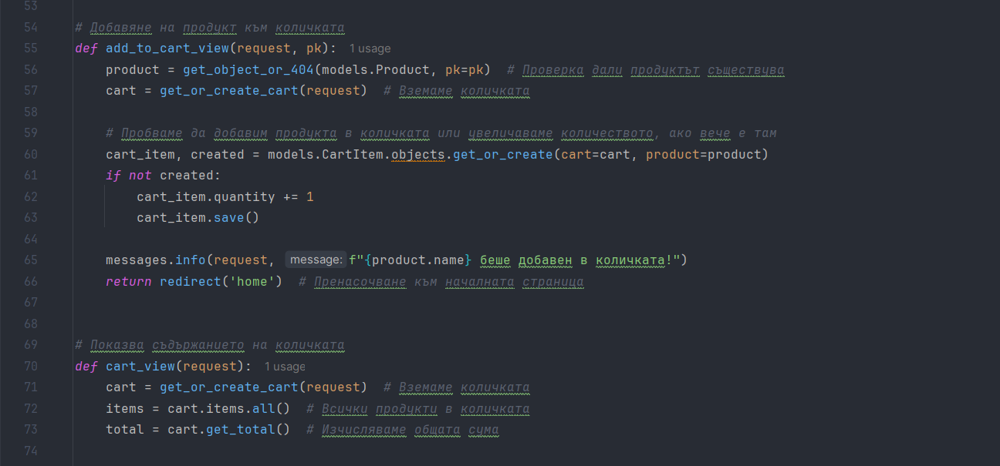 53
54 # Добавяне на продукт към количката
55 def add_to_cart_view(request, pk): 1 usage
56 product = get_object_or_404(models.Product, pk=pk) # Проверка дали продуктът съществува
57 cart = get_or_create_cart(request) # Вземаме количката
58
59 # Пробваме да добавим продукта в количката или увеличаваме количеството, ако вече е там
60 cart_item, created = models.CartItem.objects.get_or_create(cart=cart, product=product)
61 if not created:
62 cart_item.quantity += 1
63 cart_item.save()
64
65 messages.info(request, message: f"{product.name} беше добавен в количката!")
66 return redirect('home') # Пренасочване към началната страница
67
68
69 # Показва съдържанието на количката
70 def cart_view(request): 1 usage
71 cart = get_or_create_cart(request) # Вземаме количката
72 items = cart.items.all() # Всички продукти в количката
73 total = cart.get_total() # Изчисляваме общата сума
74